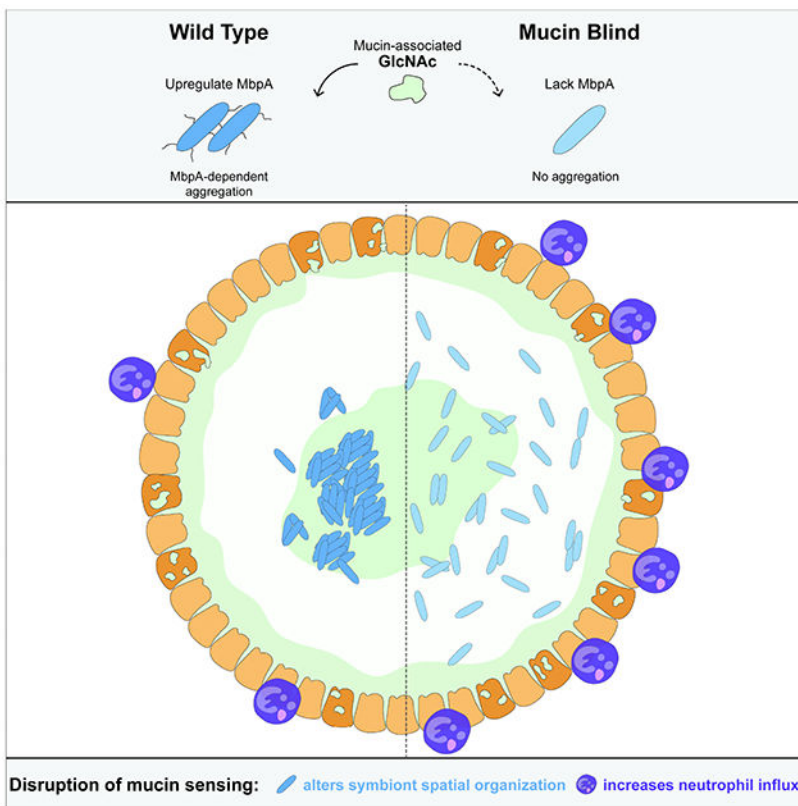 Wild Type
Mucin Blind
Mucin-associated
GlcNAc
Upregulate MbpA
Lack MbpA
MbpA-dependent
aggregation
No aggregation
Disruption of mucin sensing: alters symbiont spatial organization increases neutrophil influx